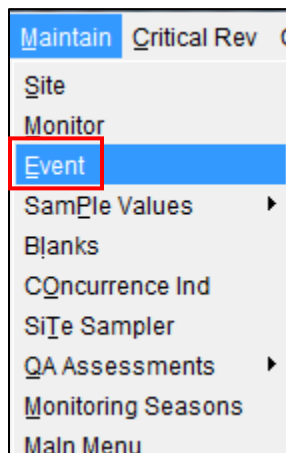 Maintain Critical Rev
Site
Monitor
Event
SamPle Values
Blanks
COncurrence Ind
SiTe Sampler
QA Assessments
Monitoring Seasons
MaIn Menu